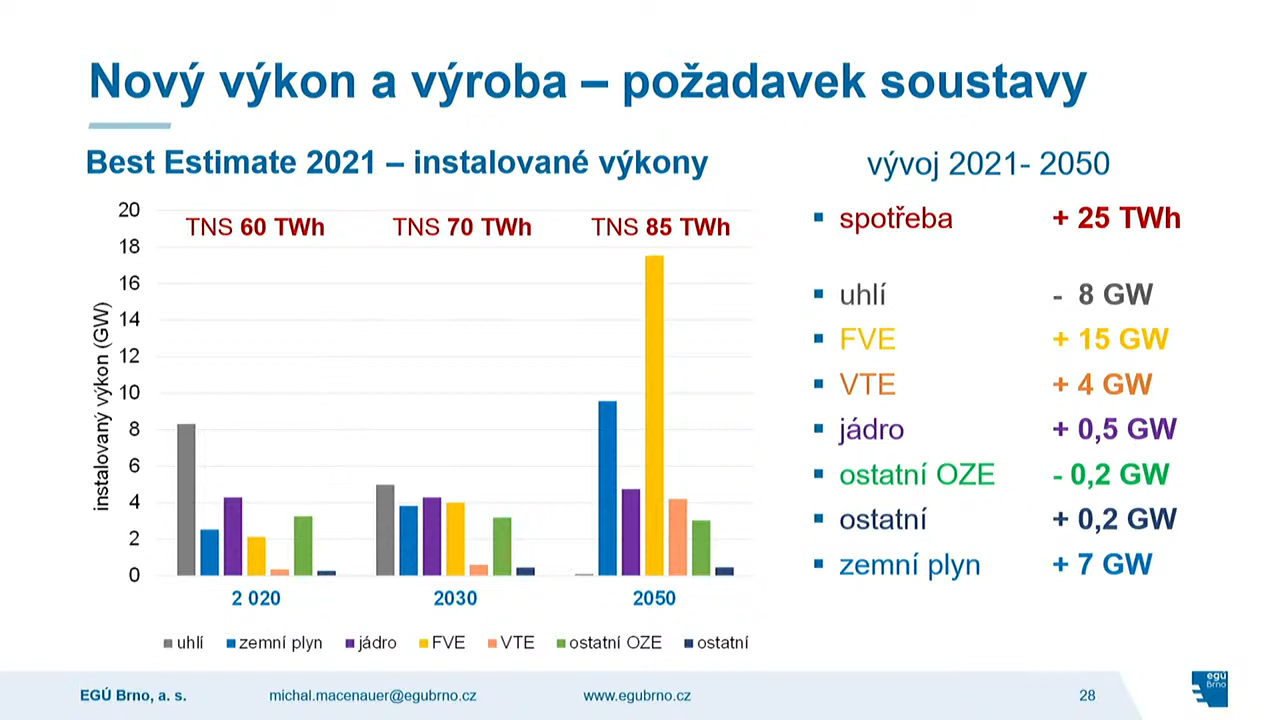 Nový výkon a výroba – požadavek soustavy
Best Estimate 2021 – instalované výkony
instalovaný výkon (GW)
20
18
16
14
12
10
8
6
4
2
0
TNS 60 TWh
TNS 70 TWh
TNS 85 TWh
2 020
2030
2050
uhlí
zemní plyn
jádro
FVE
VTE
ostatní OZE
ostatní
vývoj 2021- 2050
spotřeba + 25 TWh
uhlí - 8 GW
FVE + 15 GW
VTE + 4 GW
jádro + 0,5 GW
ostatní OZE - 0,2 GW
ostatní + 0,2 GW
zemní plyn + 7 GW
EGÚ Brno, a. s.
michal.macenauer@egubrno.cz
www.egubrno.cz
28
egú
Brno